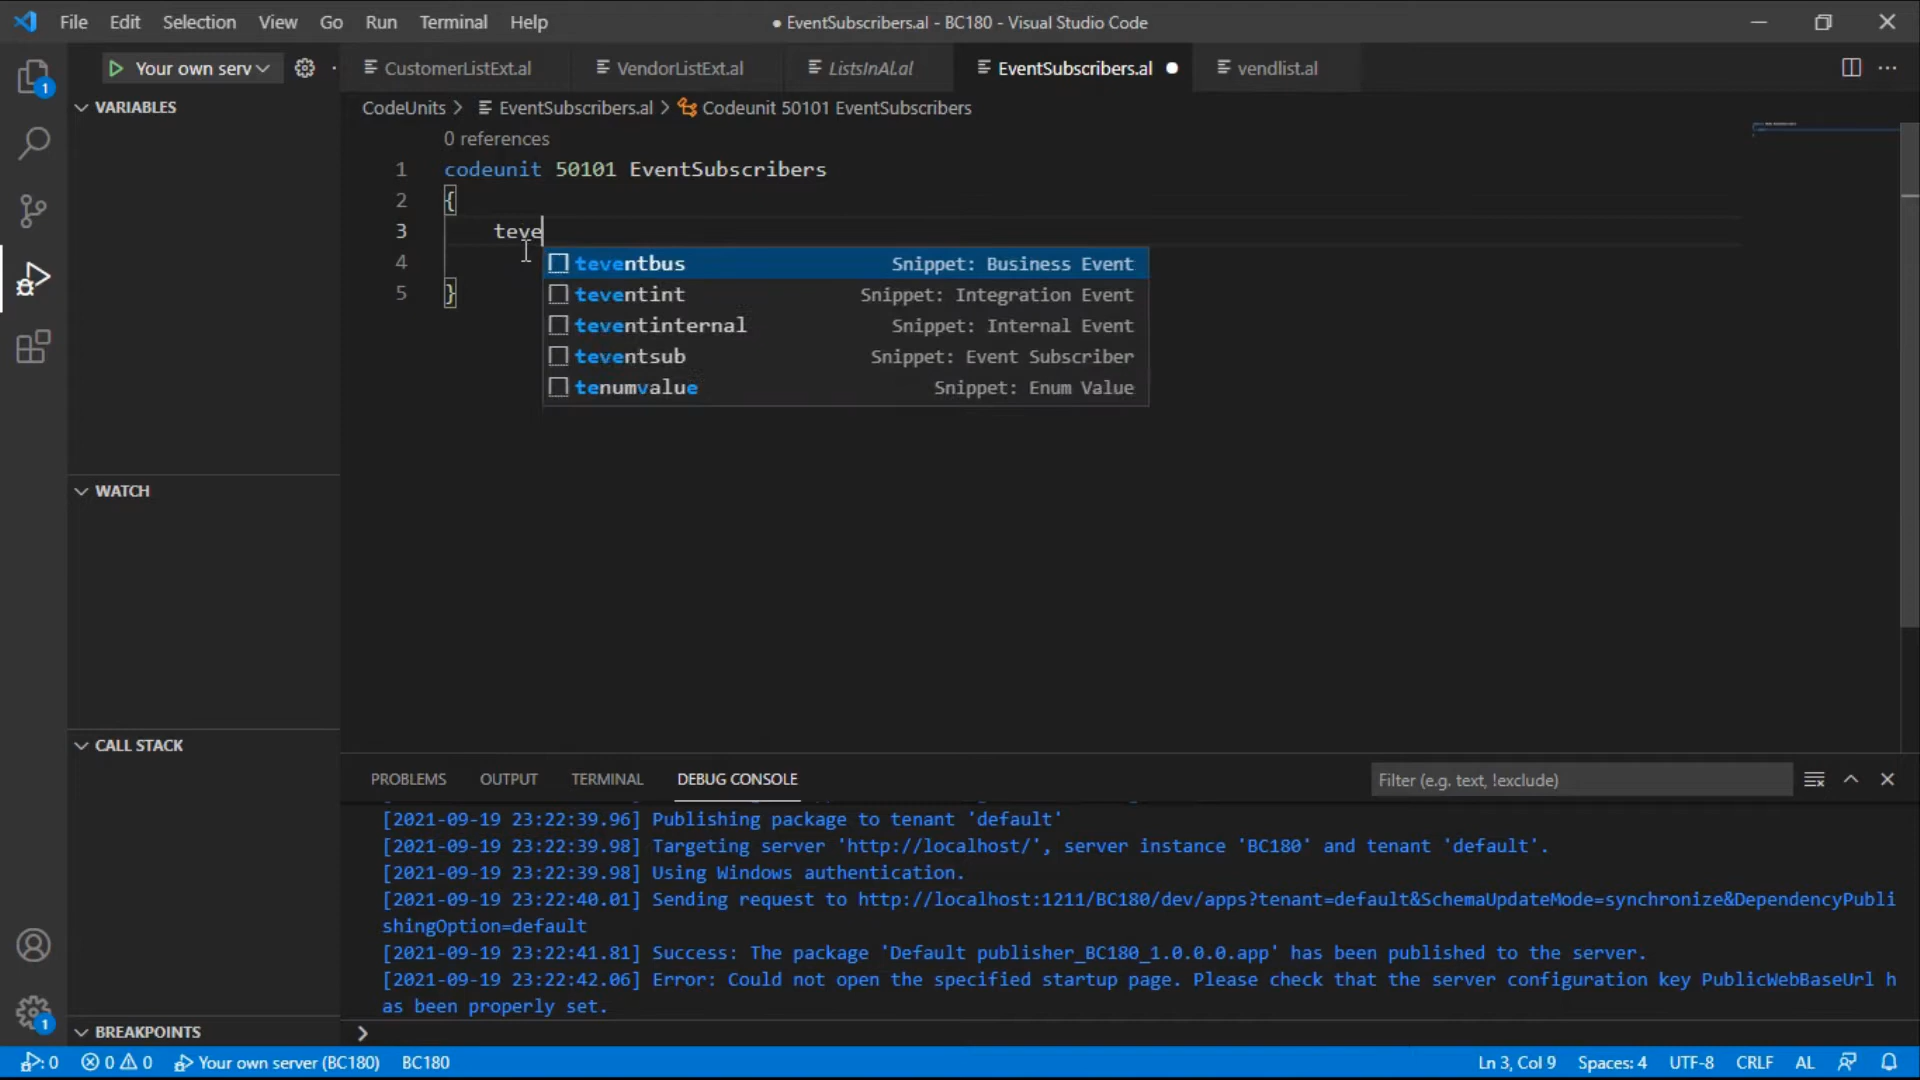 File Edit Selection View Go Run Terminal Help
● EventSubscribers.al - BC180 - Visual Studio Code
Your own serv
CustomerListExt.al
VendorListExt.al
ListsInAl.al
EventSubscribers.al
vendlist.al
1
VARIABLES
CodeUnits > EventSubscribers.al > Codeunit 50101 EventSubscribers
0 references
1 codeunit 50101 EventSubscribers
2 {
3 teve
4
5 }
teventbus Snippet: Business Event
teventint Snippet: Integration Event
teventinternal Snippet: Internal Event
teventsub Snippet: Event Subscriber
tenumvalue Snippet: Enum Value
WATCH
CALL STACK
PROBLEMS OUTPUT TERMINAL DEBUG CONSOLE
Filter (e.g. text, !exclude)
[2021-09-19 23:22:39.96] Publishing package to tenant 'default'
[2021-09-19 23:22:39.98] Targeting server 'http://localhost/', server instance 'BC180' and tenant 'default'.
[2021-09-19 23:22:39.98] Using Windows authentication.
[2021-09-19 23:22:40.01] Sending request to http://localhost:1211/BC180/dev/apps?tenant=default&SchemaUpdateMode=synchronize&DependencyPubli
shingOption=default
[2021-09-19 23:22:41.81] Success: The package 'Default publisher_BC180_1.0.0.0.app' has been published to the server.
[2021-09-19 23:22:42.06] Error: Could not open the specified startup page. Please check that the server configuration key PublicWebBaseUrl h
as been properly set.
1
BREAKPOINTS
>
: 0
0 0
Your own server (BC180)
BC180
Ln 3, Col 9
Spaces: 4
UTF-8
CRLF
AL